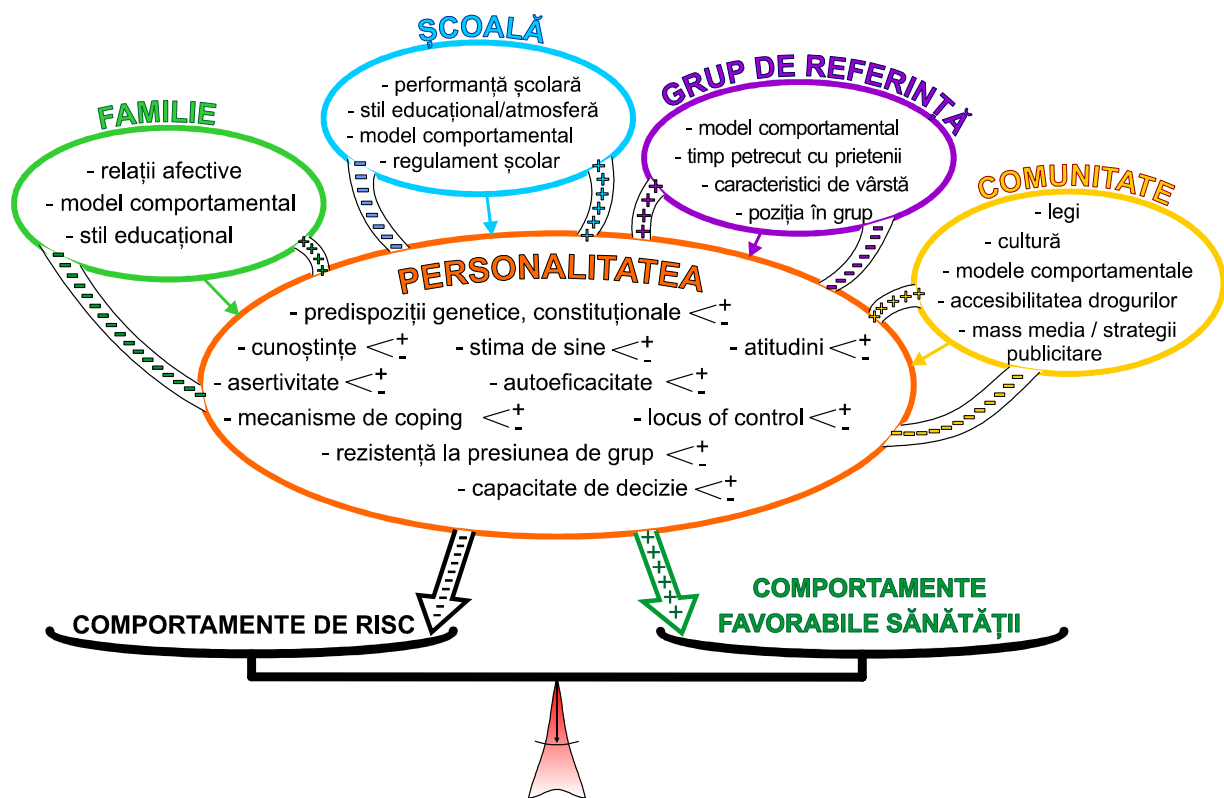 ȘCOALĂ
- performanță școlară
- stil educațional/atmosferă
- model comportamental
- regulament școlar
GRUP DE REFERINȚĂ
- model comportamental
- timp petrecut cu prietenii
- caracteristici de vârstă
- poziția în grup
FAMILIE
- relații afective
- model comportamental
- stil educațional
COMUNITATE
- legi
- cultură
- modele comportamentale
- accesibilitatea drogurilor
- mass media / strategii
publicitare
PERSONALITATEA
- predispoziții genetice, constituționale + -
- cunoștințe + - - stima de sine + - - atitudini + -
- asertivitate + - - autoeficacitate + -
- mecanisme de coping + - - locus of control + -
- rezistență la presiunea de grup + -
- capacitate de decizie + -
COMPORTAMENTE DE RISC
COMPORTAMENTE
FAVORABILE SĂNĂTĂȚII